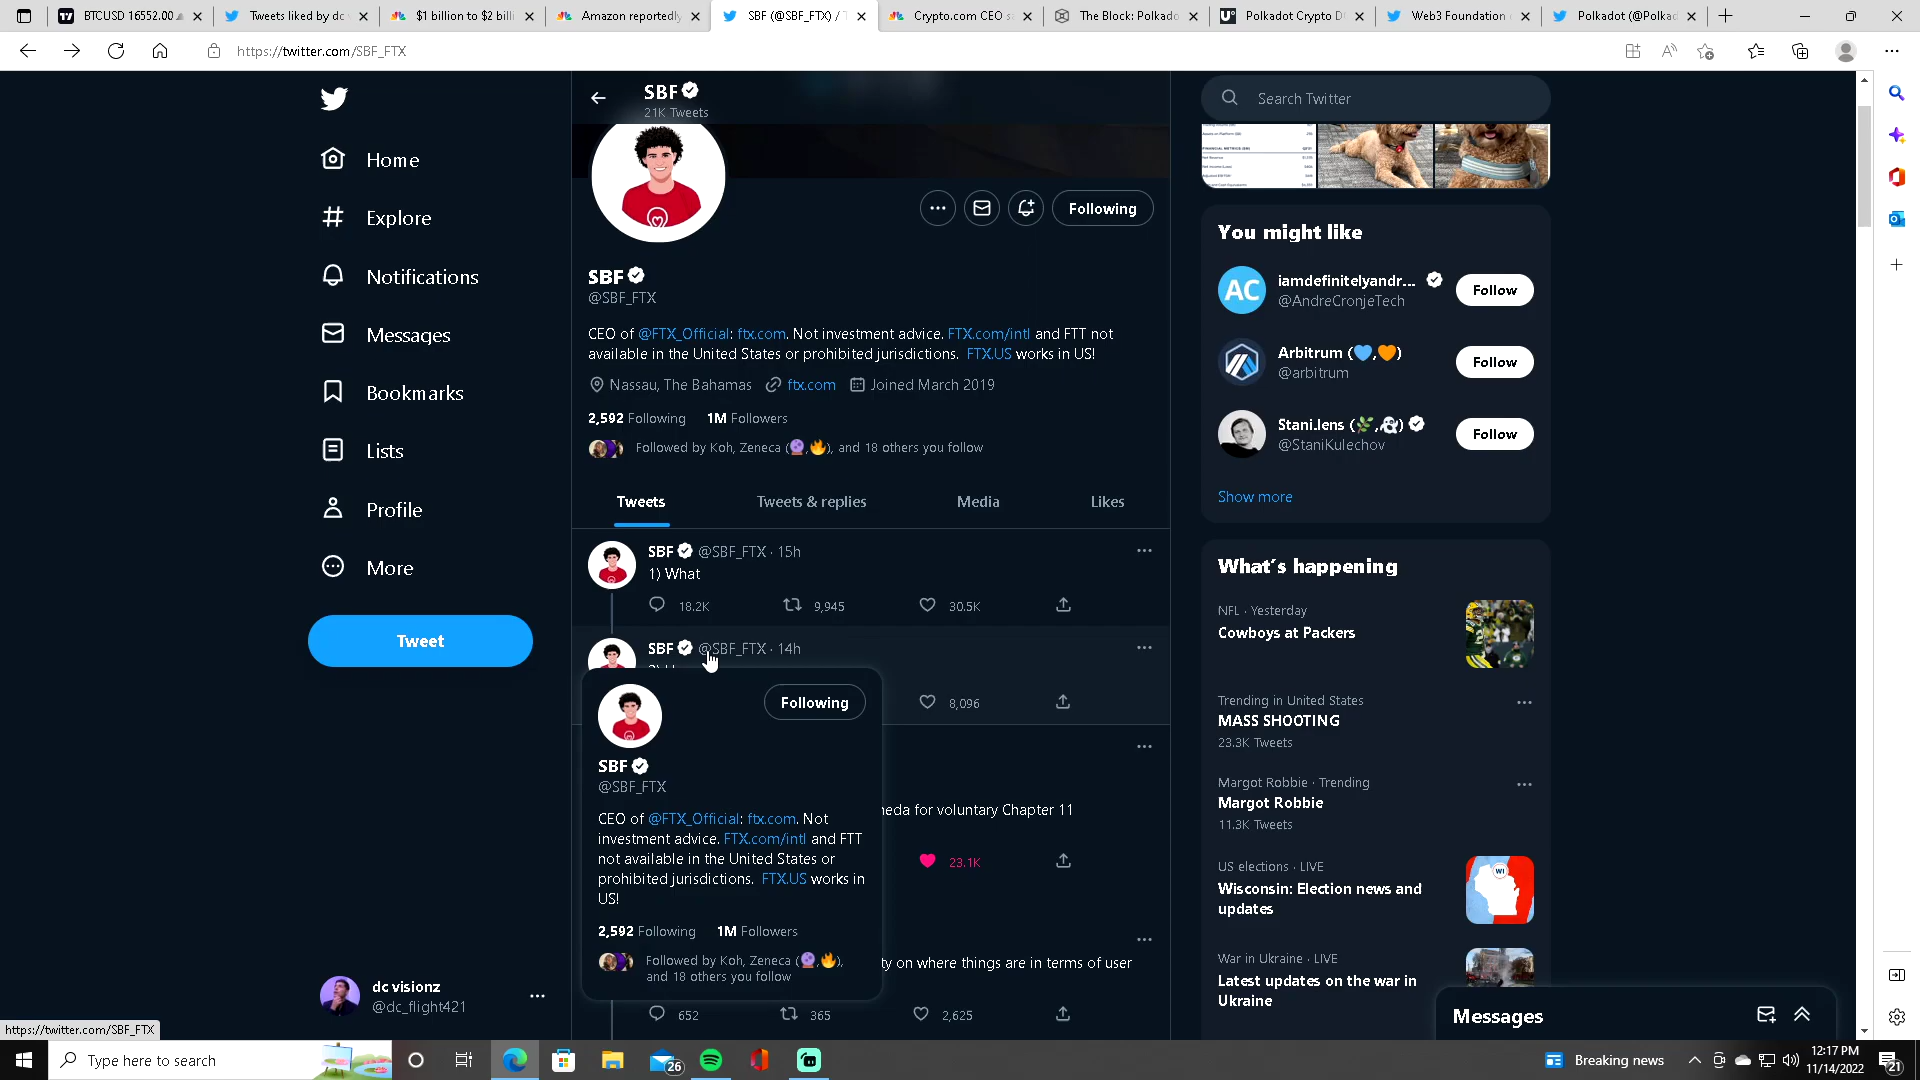 BTCUSD 16552.00
Tweets liked by dc
$1 billion to $2 billi
Amazon reportedly
SBF (@SBF_FTX) / T
Crypto.com CEO s
The Block: Polkado
Polkadot Crypto D
Web3 Foundation
Polkadot (@Polkad
https://twitter.com/SBF_FTX
SBF
21K Tweets
Search Twitter
Home
Explore
Notifications
Messages
Bookmarks
Lists
Profile
More
Tweet
dc visionz
@dc_flight421
Following
SBF
@SBF_FTX
CEO of @FTX_Official: ftx.com. Not investment advice. FTX.com/intl and FTT not
available in the United States or prohibited jurisdictions. FTX.US works in US!
Nassau, The Bahamas ftx.com Joined March 2019
2,592 Following 1M Followers
Followed by Koh, Zeneca (🔮,🔥), and 18 others you follow
Tweets Tweets & replies Media Likes
SBF @SBF_FTX · 15h
1) What
18.2K 9,945 30.5K
SBF @SBF_FTX · 14h
8,096
Following
SBF
@SBF_FTX
CEO of @FTX_Official: ftx.com. Not
investment advice. FTX.com/intl and FTT
not available in the United States or
prohibited jurisdictions. FTX.US works in
US!
2,592 Following 1M Followers
Followed by Koh, Zeneca (🔮,🔥),
and 18 others you follow
for voluntary Chapter 11
23.1K
on where things are in terms of user
652 365 2,625
You might like
AC
iamdefinitelyandr...
@AndreCronjeTech
Follow
Arbitrum (💙,🧡)
@arbitrum
Follow
Stani.lens (🌿,👻)
@StaniKulechov
Follow
Show more
What's happening
NFL · Yesterday
Cowboys at Packers
Trending in United States
MASS SHOOTING
23.3K Tweets
Margot Robbie · Trending
Margot Robbie
11.3K Tweets
US elections · LIVE
Wisconsin: Election news and
updates
WI
War in Ukraine · LIVE
Latest updates on the war in
Ukraine
Messages
https://twitter.com/SBF_FTX
Type here to search
26
Breaking news
12:17 PM
11/14/2022
21